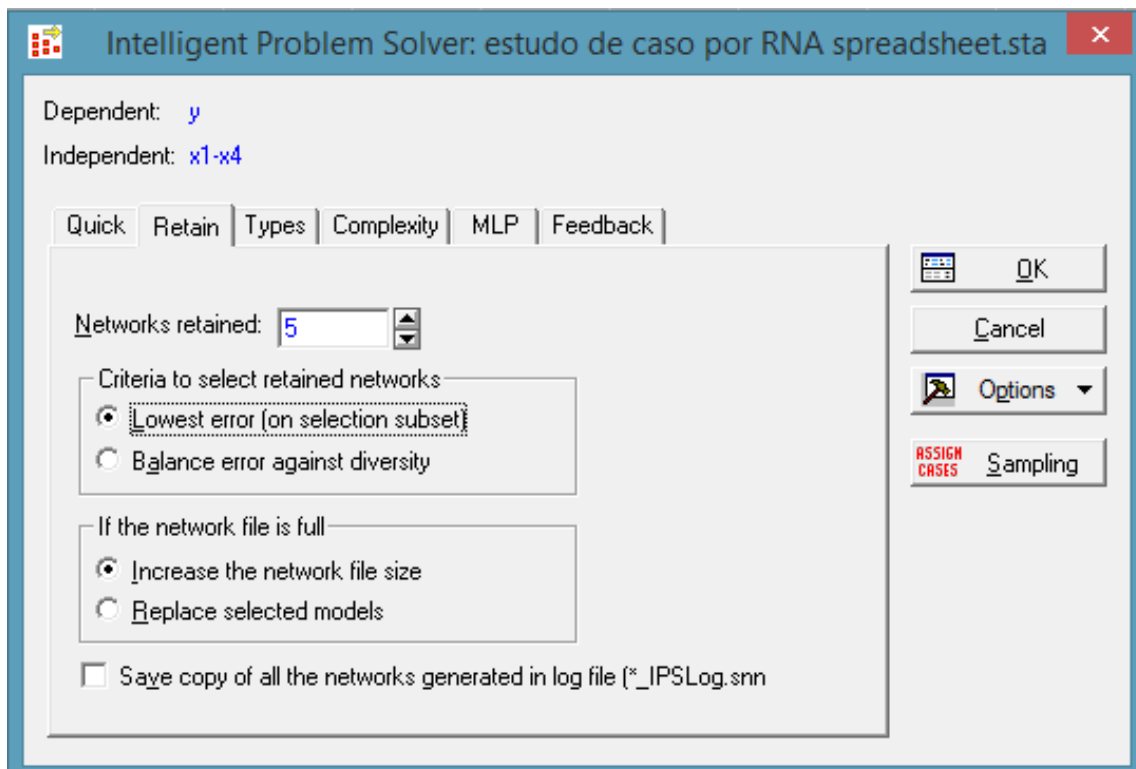 Intelligent Problem Solver: estudo de caso por RNA spreadsheet.sta
Dependent: y
Independent: x1-x4
Quick Retain Types Complexity MLP Feedback
Networks retained: 5
Criteria to select retained networks
Lowest error (on selection subset)
Balance error against diversity
If the network file is full
Increase the network file size
Replace selected models
Save copy of all the networks generated in log file (*_IPSLog.snn
OK
Cancel
Options
ASSIGN CASES Sampling